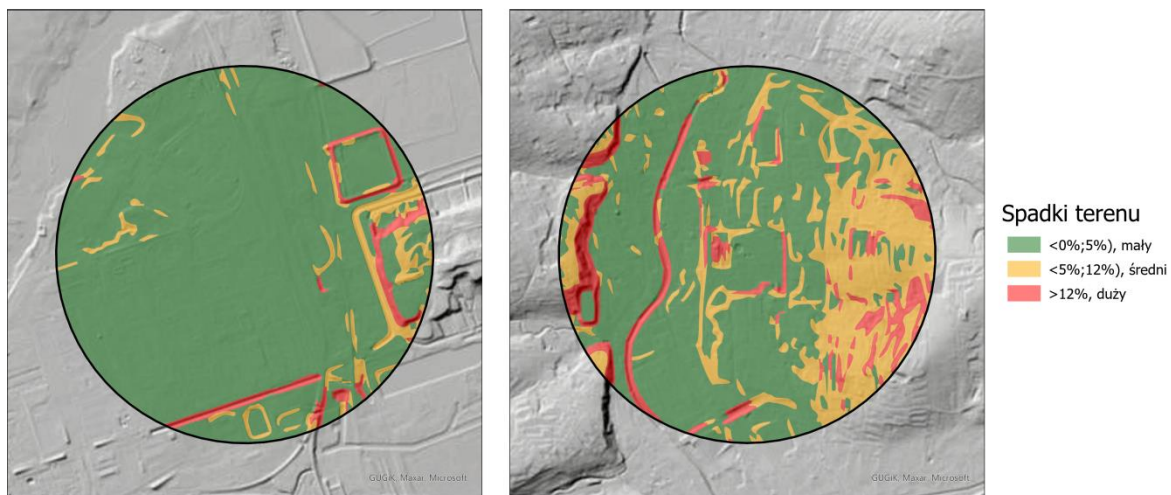 GUGiK, Maxar, Microsoft
GUGiK, Maxar, Microsoft
Spadki terenu
<0%;5%), mały
<5%;12%), średni
>12%, duży